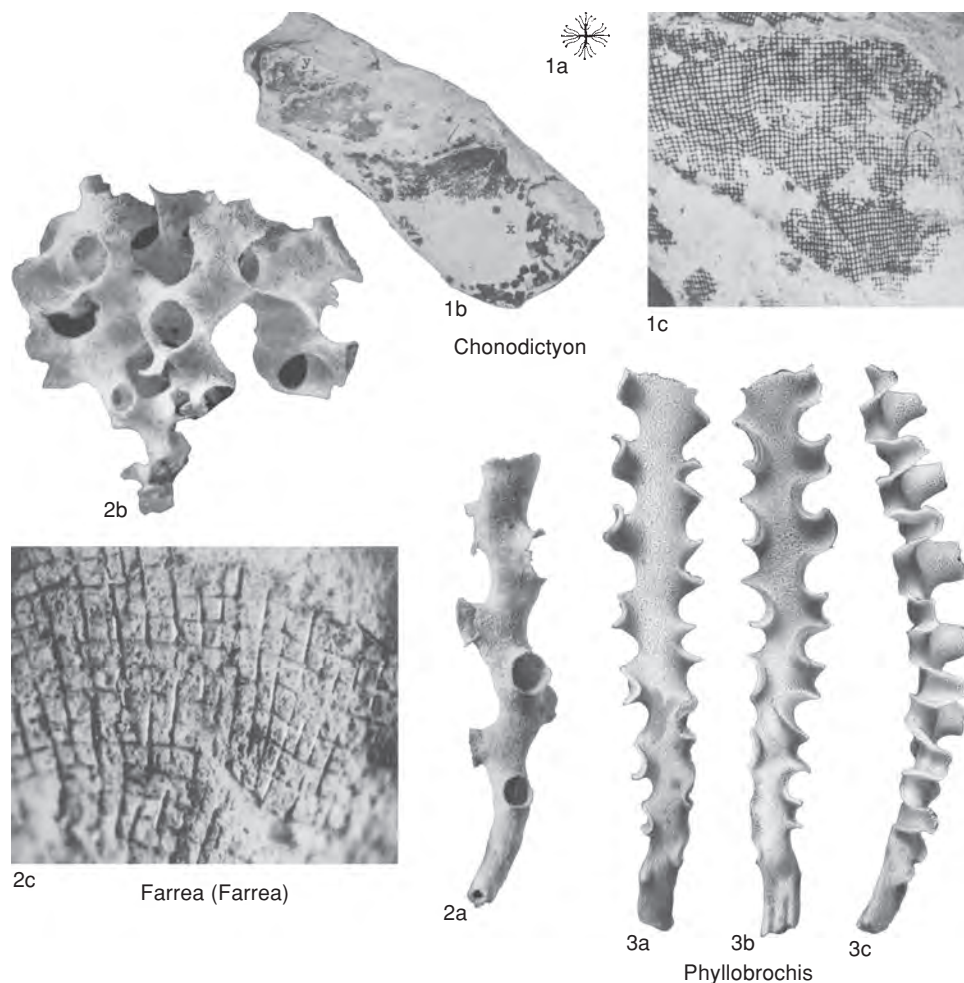 1a
y
x
1b
Chonodictyon
1c
2b
2c
Farrea (Farrea)
2a
3a
3b
3c
Phyllobrochis